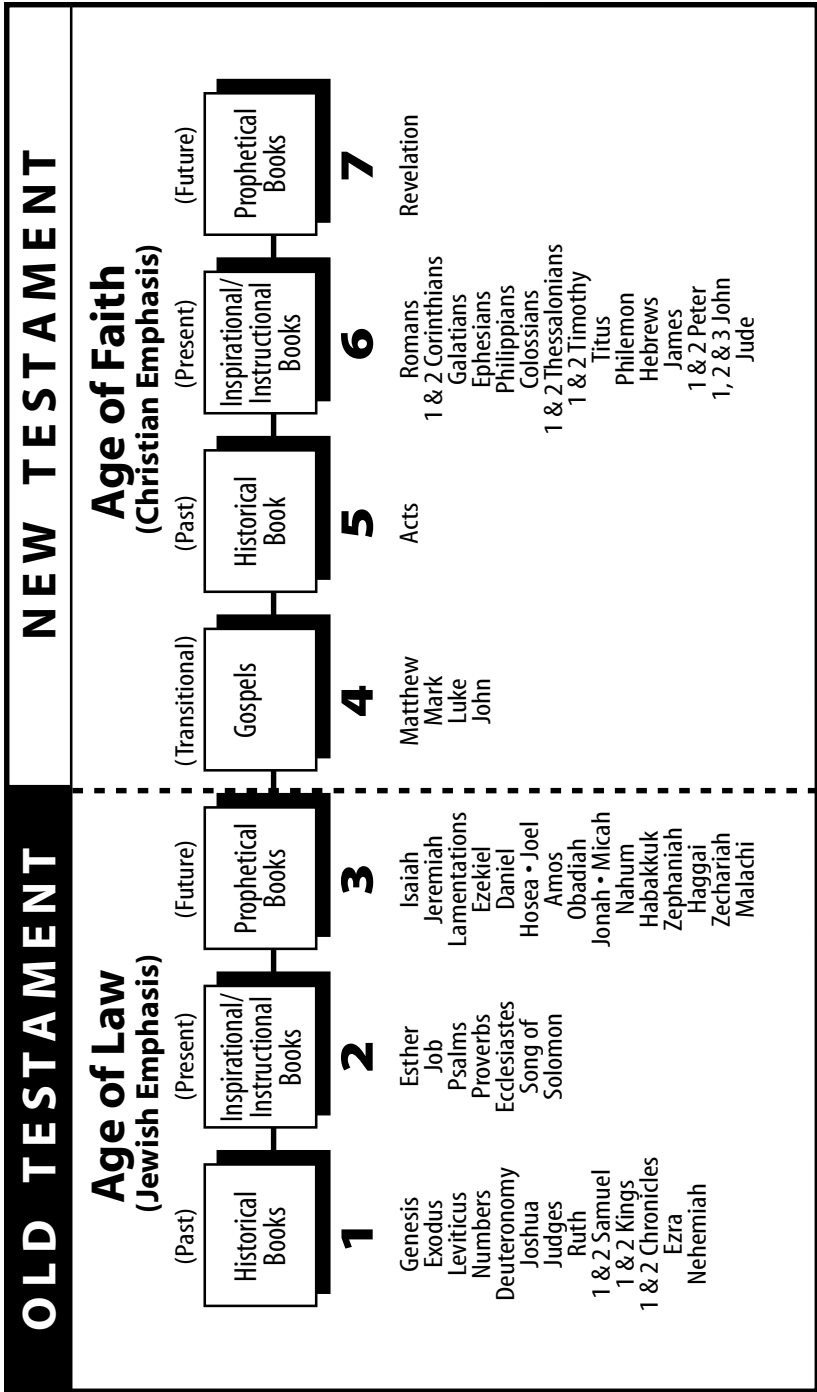 OLD TESTAMENT
NEW TESTAMENT
Age of Law
(Jewish Emphasis)
(Past)
Historical
Books
1
Genesis
Exodus
Leviticus
Numbers
Deuteronomy
Joshua
Judges
Ruth
1 & 2 Samuel
1 & 2 Kings
1 & 2 Chronicles
Ezra
Nehemiah
(Present)
Inspirational/
Instructional
Books
2
Esther
Job
Psalms
Proverbs
Ecclesiastes
Song of
Solomon
(Future)
Prophetical
Books
3
Isaiah
Jeremiah
Lamentations
Ezekiel
Daniel
Hosea • Joel
Amos
Obadiah
Jonah • Micah
Nahum
Habakkuk
Zephaniah
Haggai
Zechariah
Malachi
Age of Faith
(Christian Emphasis)
(Transitional)
Gospels
4
Matthew
Mark
Luke
John
(Past)
Historical
Book
5
Acts
(Present)
Inspirational/
Instructional
Books
6
Romans
1 & 2 Corinthians
Galatians
Ephesians
Philippians
Colossians
1 & 2 Thessalonians
1 & 2 Timothy
Titus
Philemon
Hebrews
James
1 & 2 Peter
1, 2 & 3 John
Jude
(Future)
Prophetical
Books
7
Revelation